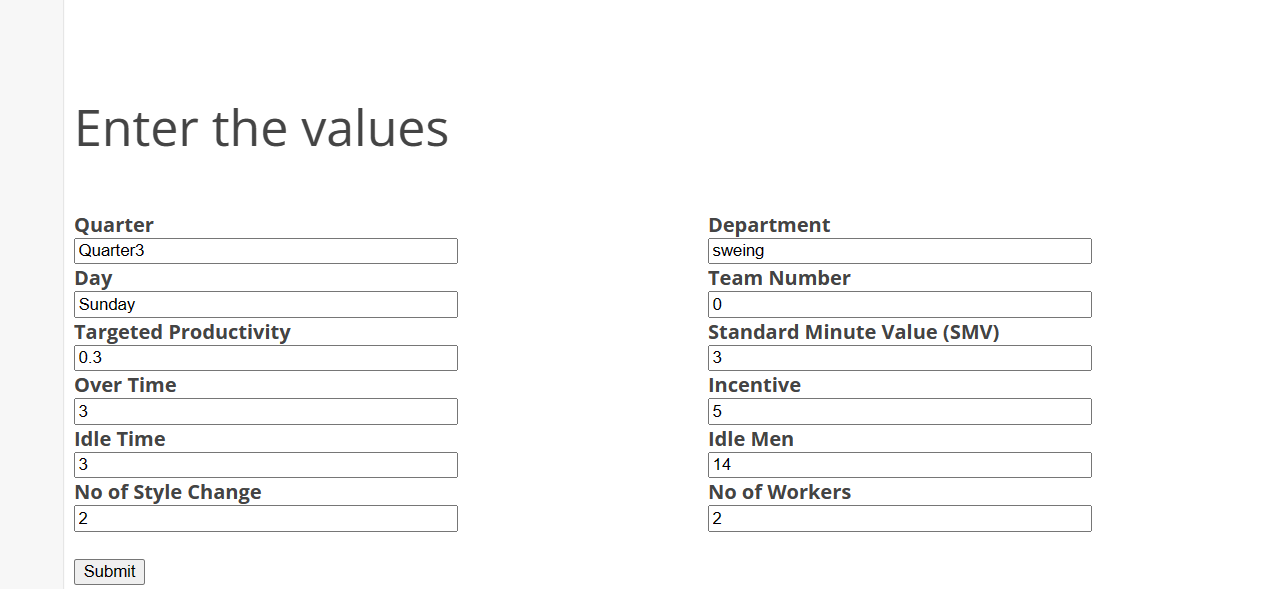 Enter the values
Quarter
Department
Quarter3
sweing
Day
Team Number
Sunday
0
Targeted Productivity
Standard Minute Value (SMV)
0.3
3
Over Time
Incentive
3
5
Idle Time
Idle Men
3
14
No of Style Change
No of Workers
2
2
Submit